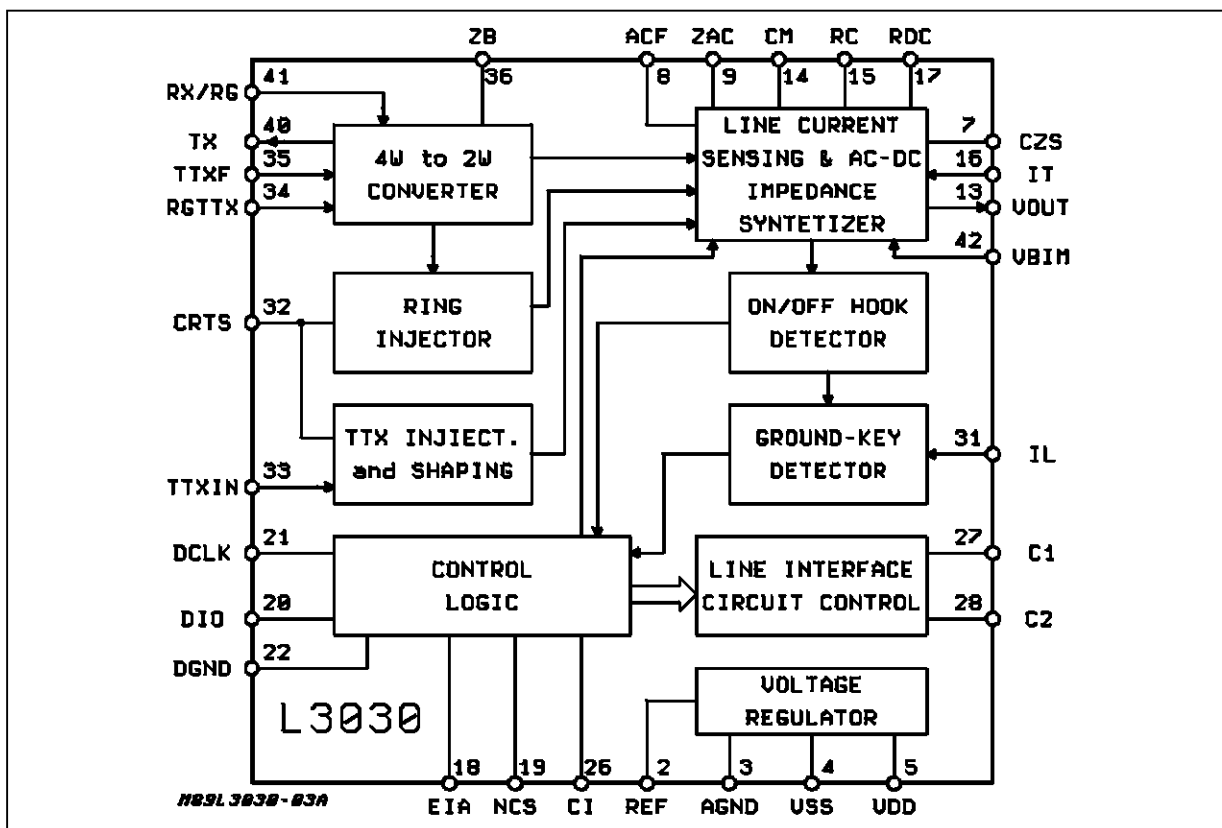 ZB ACF ZAC CM RC RDC
36 8 9 14 15 17
41
RX/RG
40
TX
35
TTXF
34
RGTTX
4W to 2W
CONVERTER
LINE CURRENT
SENSING & AC-DC
IMPEDANCE
SYNTETIZER
7
CZS
16
IT
13
VOUT
42
VBIM
32
CRTS
RING
INJECTOR
ON/OFF HOOK
DETECTOR
TTX INJIECT.
and SHAPING
33
TTXIN
GROUND-KEY
DETECTOR
31
IL
21
DCLK
20
DIO
22
DGND
CONTROL
LOGIC
LINE INTERFACE
CIRCUIT CONTROL
27
C1
28
C2
VOLTAGE
REGULATOR
L3030
18 19 26 2 3 4 5
EIA NCS CI REF AGND VSS VDD
M89L3030-03A